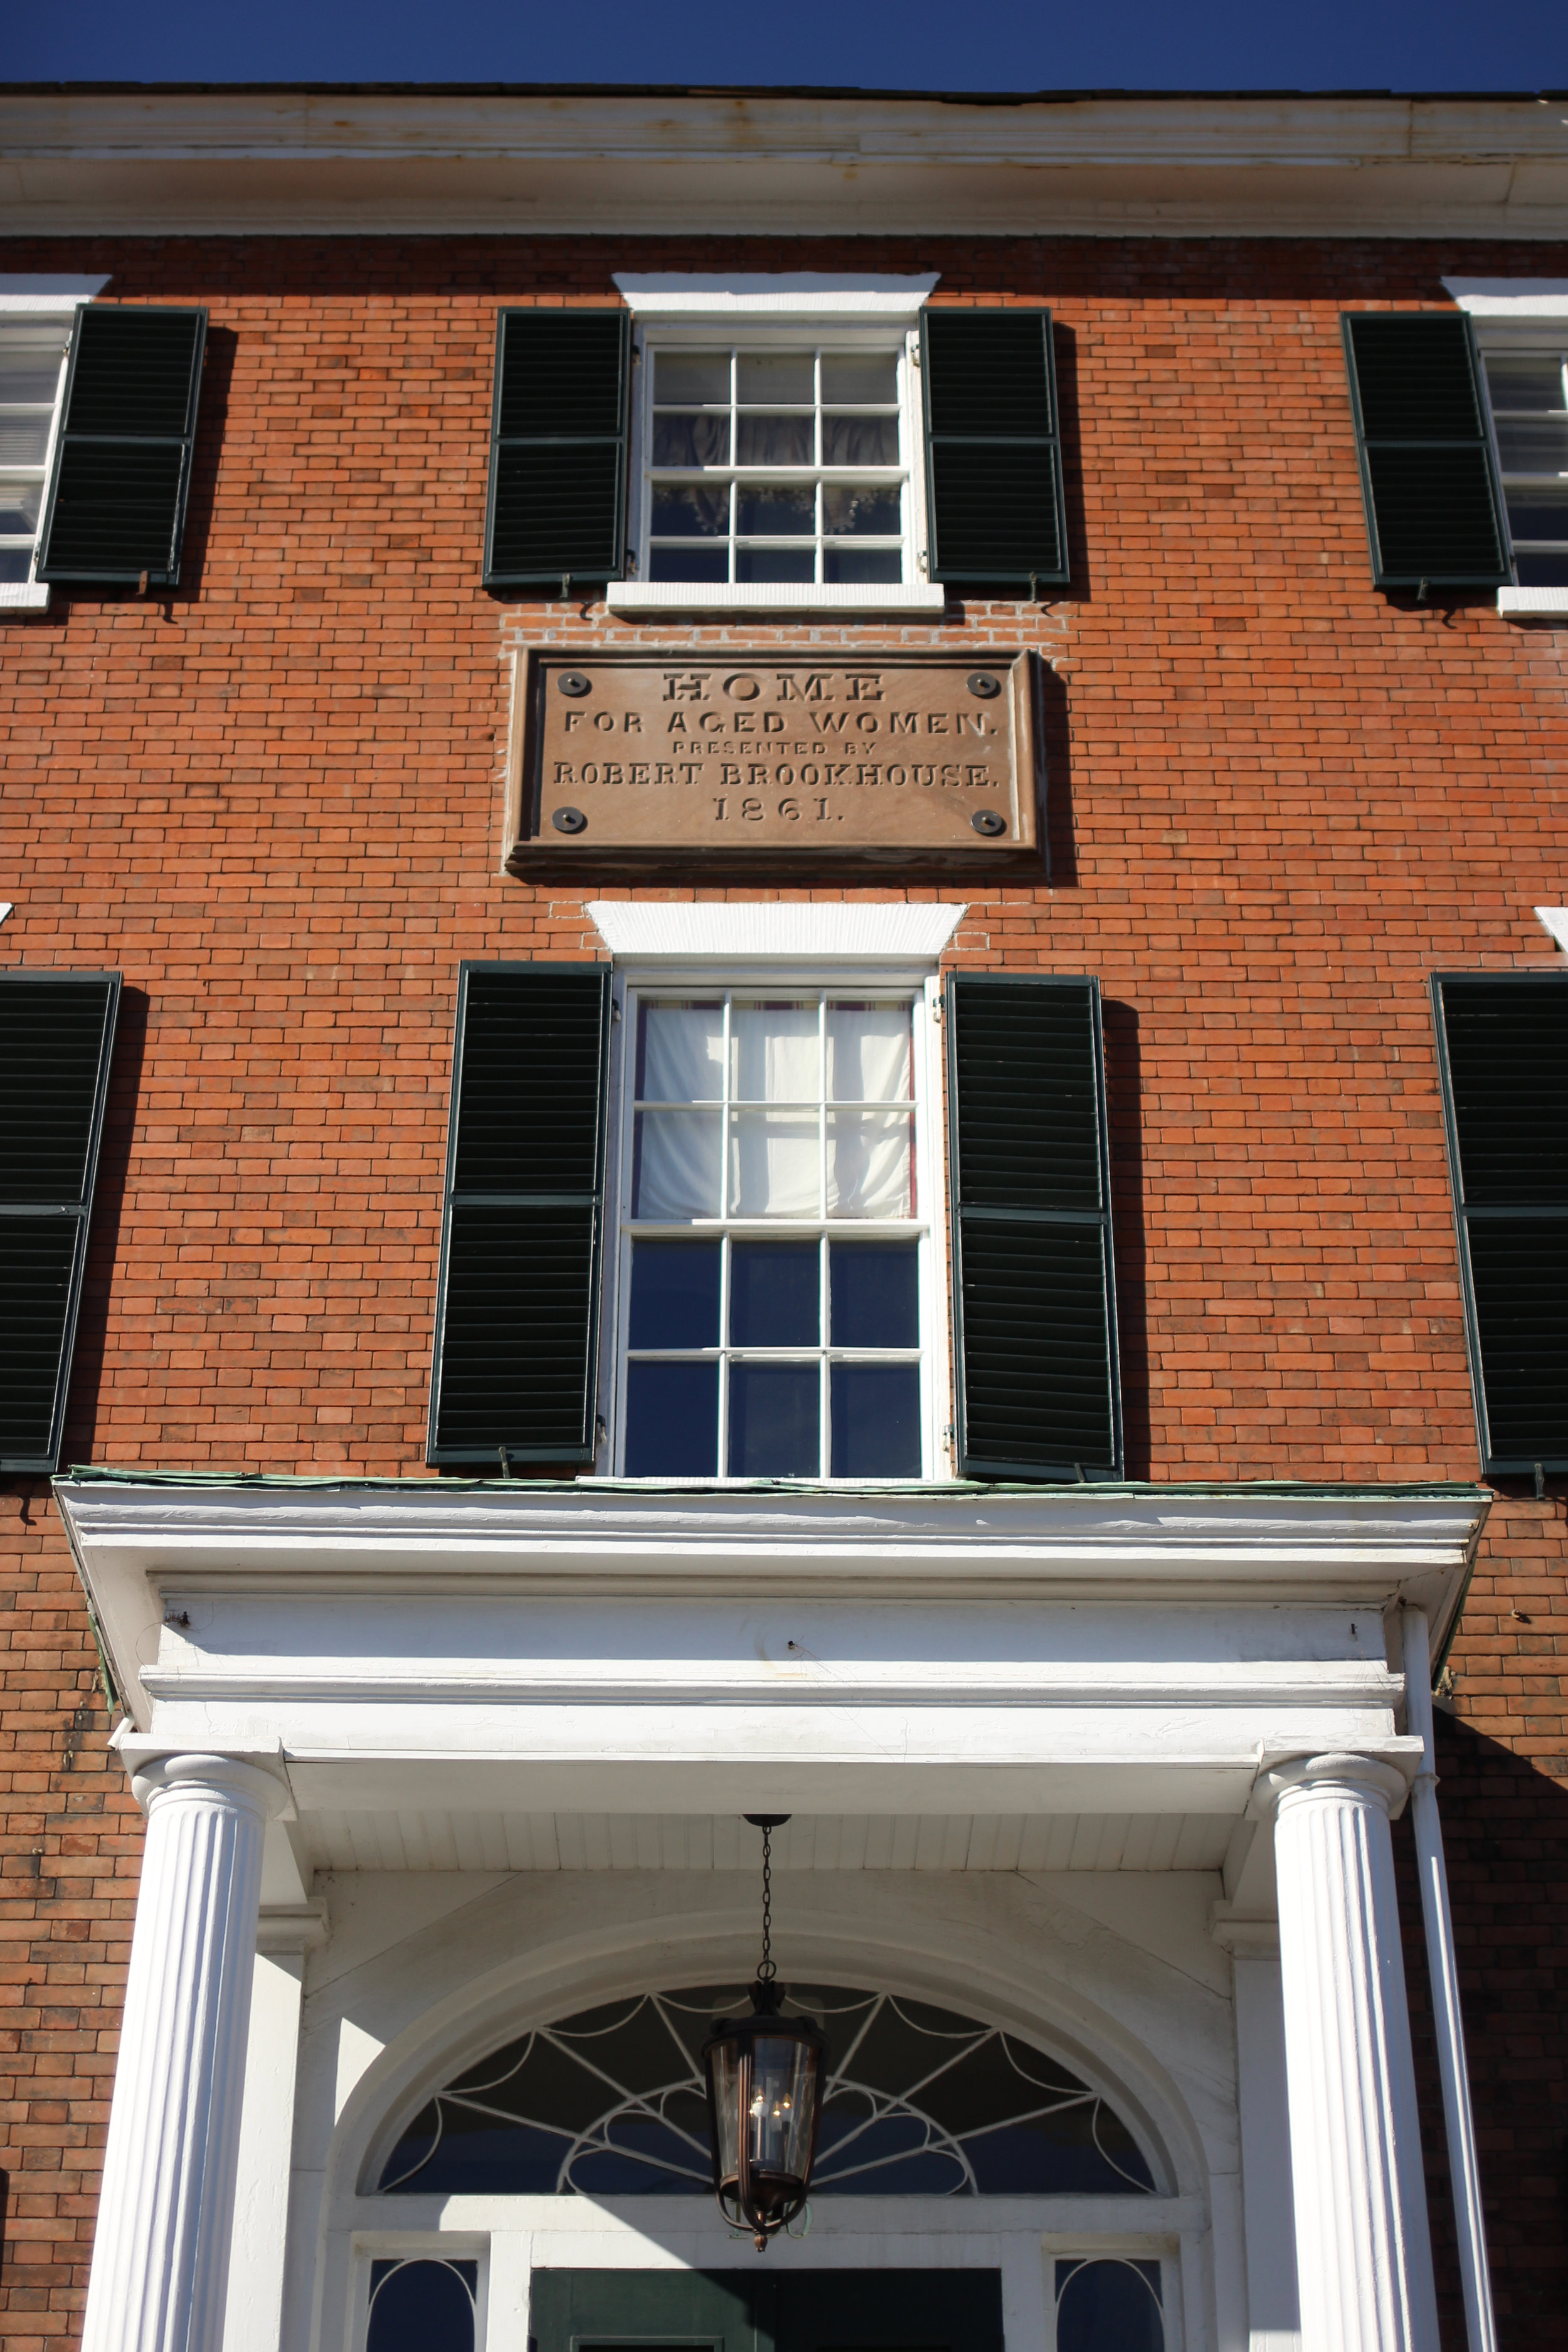 HOME
FOR AGED WOMEN.
PRESENTED BY
ROBERT BROOKHOUSE.
1861.